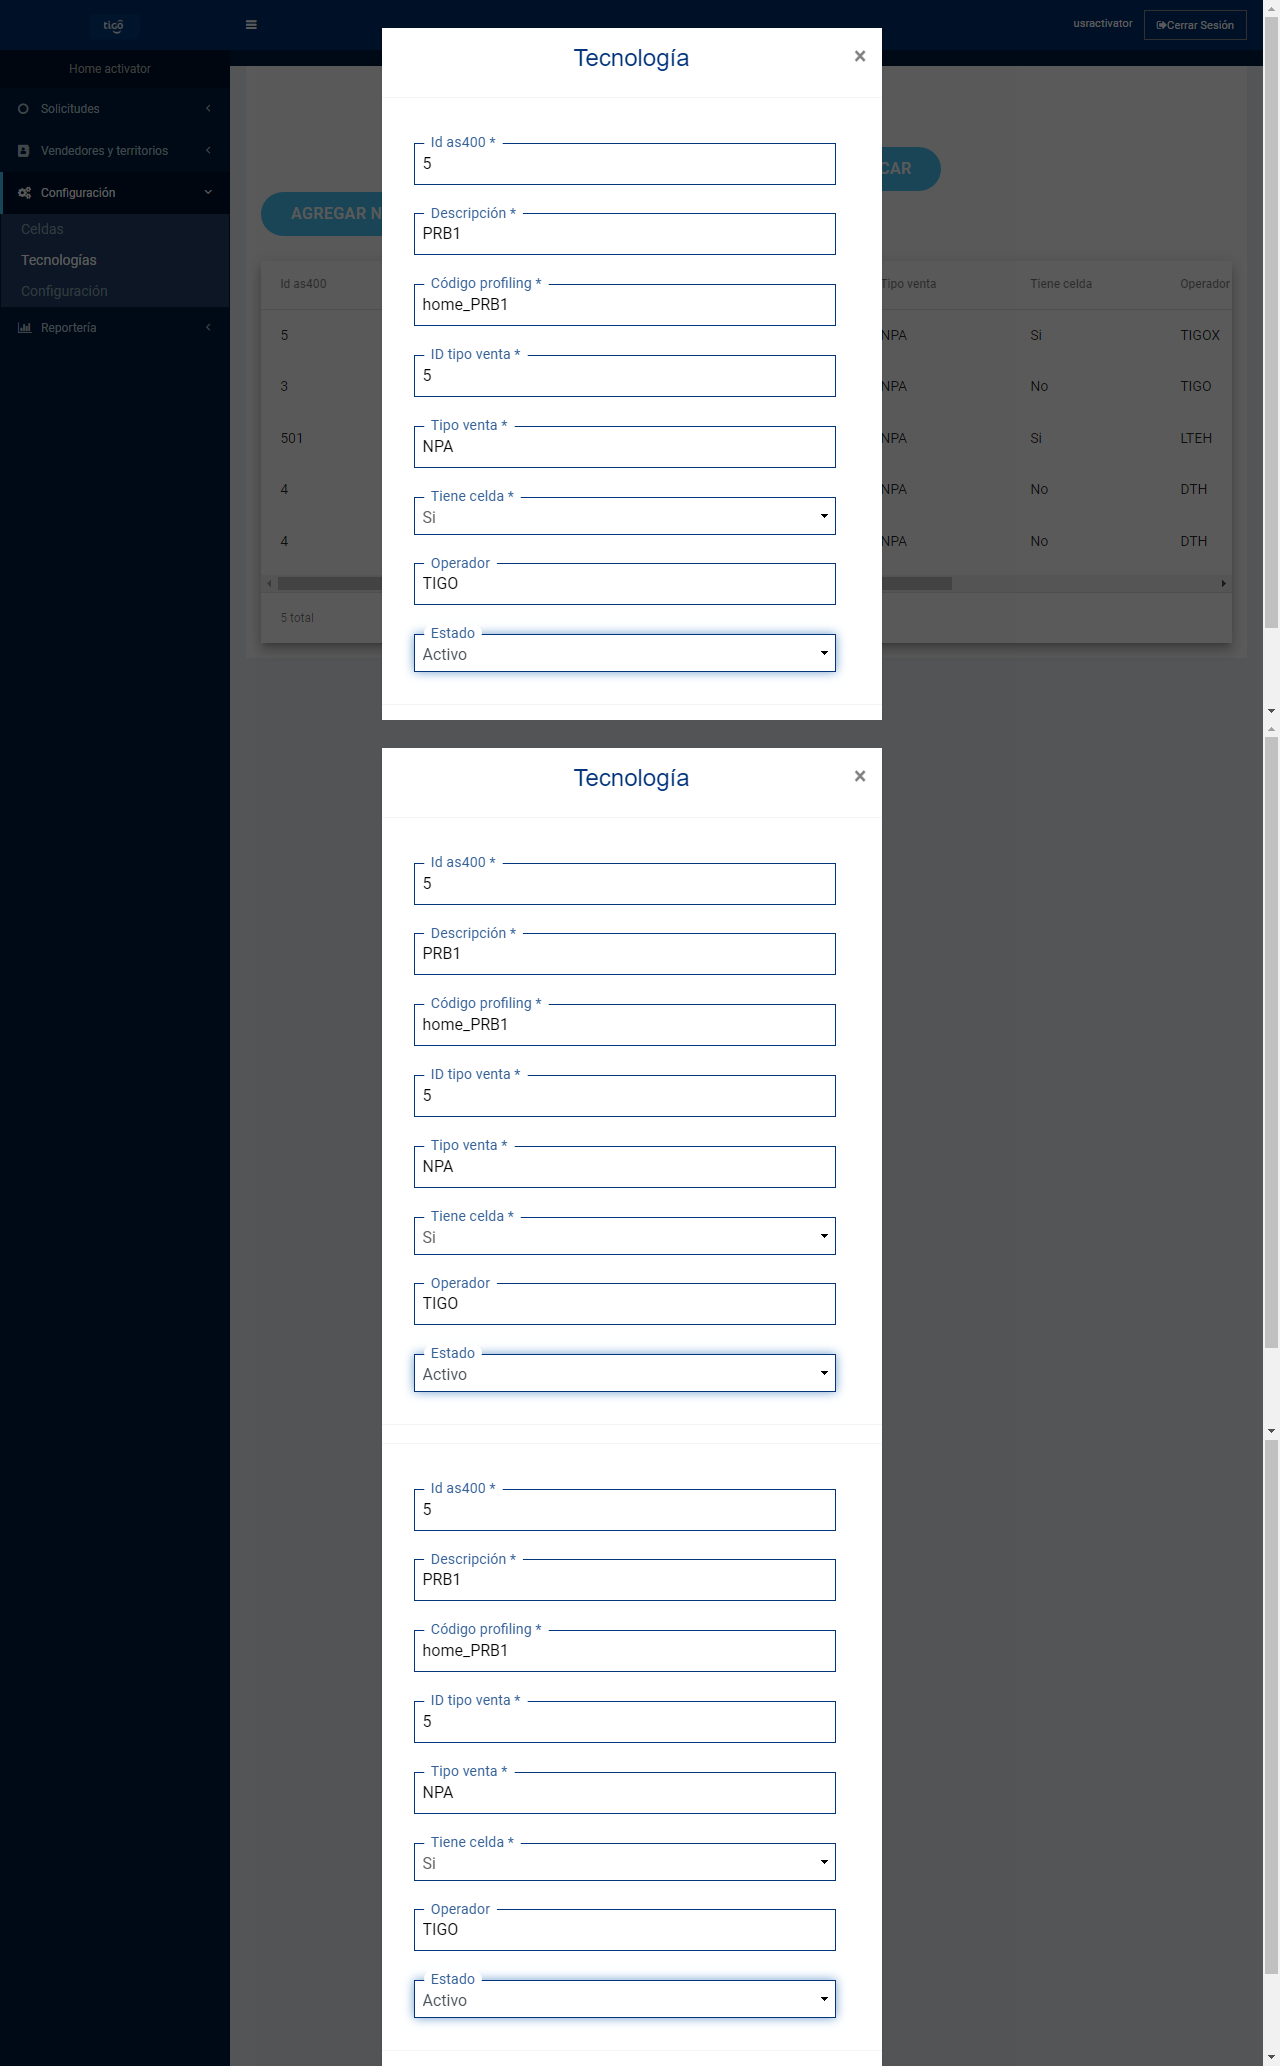 tigo
usractivator
Cerrar Sesión
Home activator
Solicitudes
Vendedores y territorios
Configuración
Celdas
Tecnologías
Configuración
Reportería
AGREGAR N
CAR
Id as400
Tipo venta
Tiene celda
Operador
5
NPA
Si
TIGOX
3
NPA
No
TIGO
501
NPA
Si
LTEH
4
NPA
No
DTH
4
NPA
No
DTH
5 total
Tecnología
×
Id as400 *
5
Descripción *
PRB1
Código profiling *
home_PRB1
ID tipo venta *
5
Tipo venta *
NPA
Tiene celda *
Si
Operador
TIGO
Estado
Activo
Tecnología
×
Id as400 *
5
Descripción *
PRB1
Código profiling *
home_PRB1
ID tipo venta *
5
Tipo venta *
NPA
Tiene celda *
Si
Operador
TIGO
Estado
Activo
Id as400 *
5
Descripción *
PRB1
Código profiling *
home_PRB1
ID tipo venta *
5
Tipo venta *
NPA
Tiene celda *
Si
Operador
TIGO
Estado
Activo